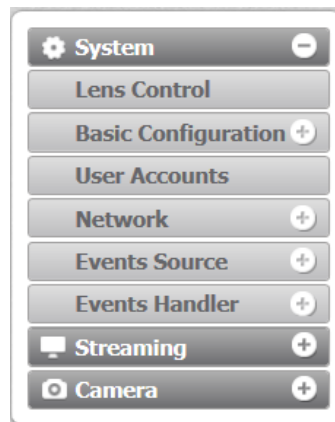 System
Lens Control
Basic Configuration
User Accounts
Network
Events Source
Events Handler
Streaming
Camera